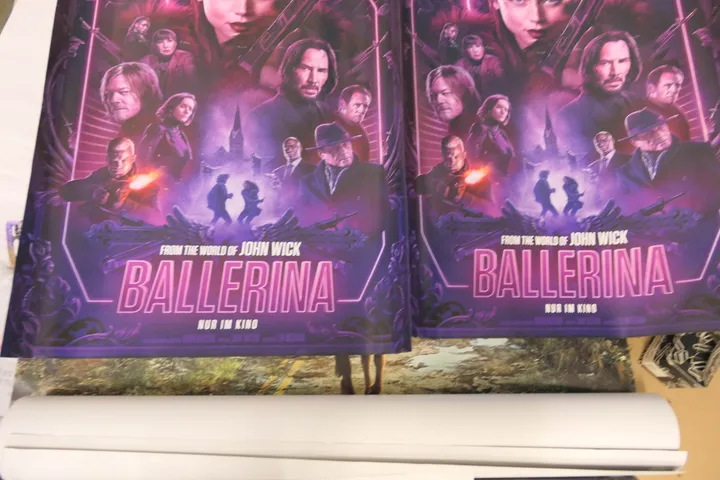 FROM THE WORLD OF JOHN WICK
BALLERINA
NUR IM KINO
FROM THE WORLD OF JOHN WICK
BALLERINA
NUR IM KINO